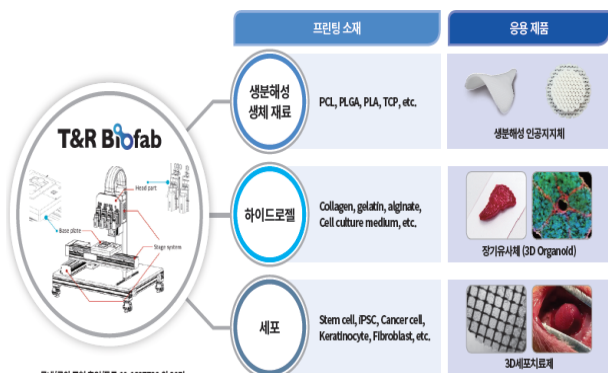 프린팅 소재
응용 제품
T&R Biofab
Head part
Base plate
Stage system
생분해성
생체 재료
PCL, PLGA, PLA, TCP, etc.
생분해성 인공지지체
하이드로젤
Collagen, gelatin, alginate,
Cell culture medium, etc.
장기유사체 (3D Organoid)
세포
Stem cell, iPSC, Cancer cell,
Keratinocyte, Fibroblast, etc.
3D세포치료제